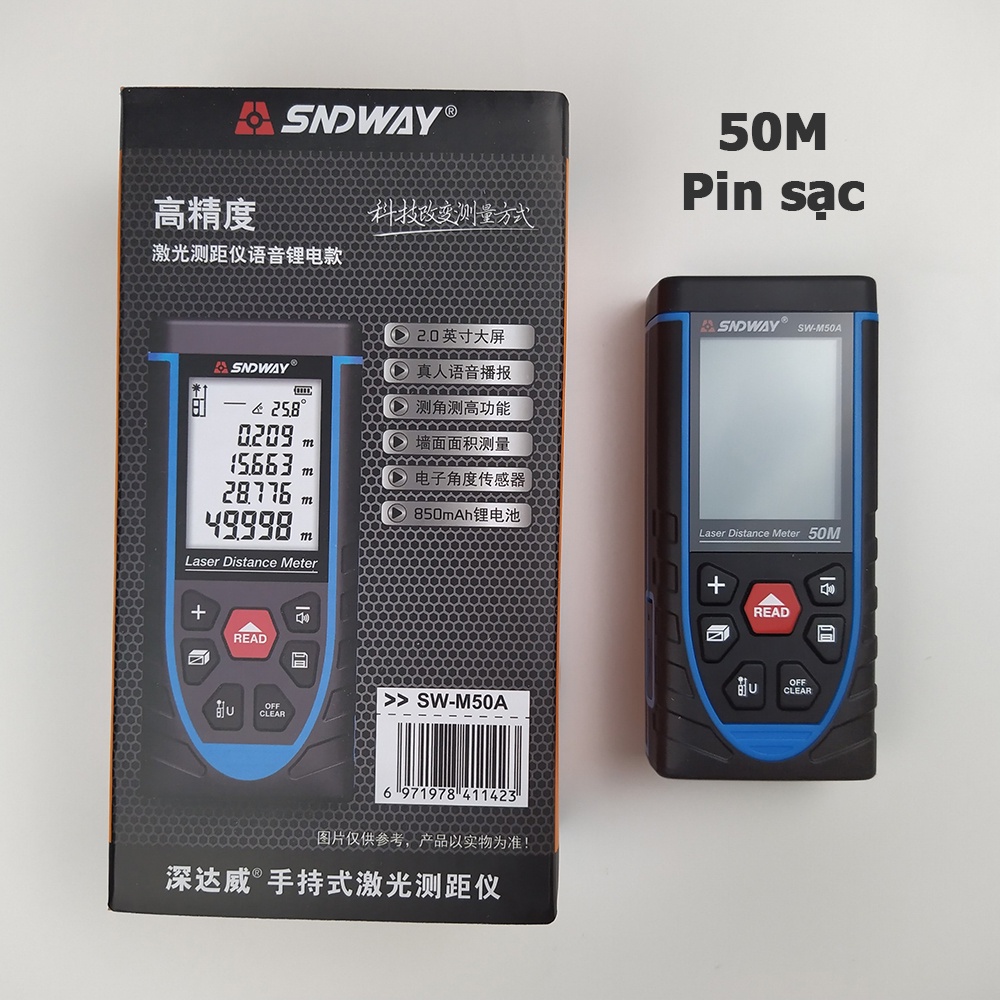 SNDWAY®
高精度
科技改变测量方式
激光测距仪语音锂电款
2.0英寸大屏
真人语音播报
测角测高功能
墙面面积测量
电子角度传感器
850mAh锂电池
SNDWAY®
25.8°
0.209 m
15.663 m
28.776 m
49.998 m
Laser Distance Meter
READ
U
OFF
CLEAR
>> SW-M50A
6 971978 411423
图片仅供参考，产品以实物为准！
深达威® 手持式激光测距仪
50M
Pin sạc
SNDWAY® SW-M50A
Laser Distance Meter 50M
READ
U
OFF
CLEAR